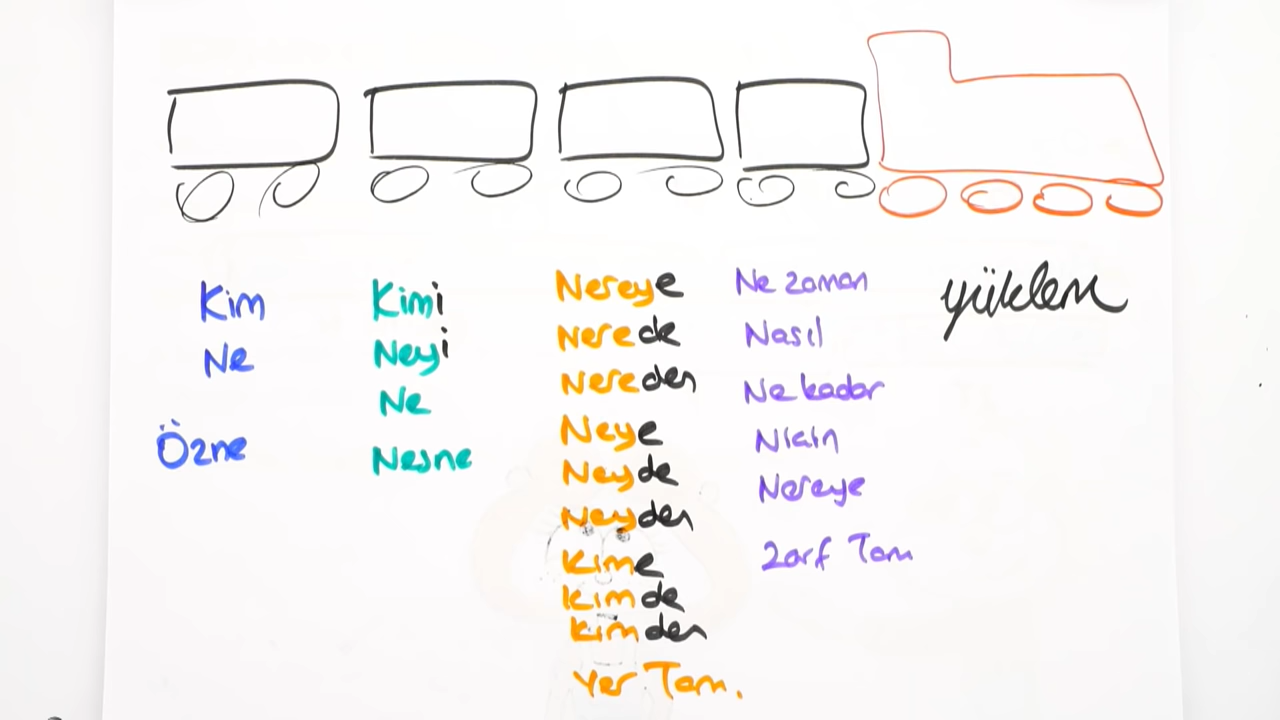 Kim
Ne
Özne
Kimi
Neyi
Ne
Nesne
Nereye
Nerede
Nereden
Neye
Neyde
Neyden
Kime
Kimde
Kimden
Yer Tam.
Ne zaman
Nasıl
Ne kadar
Niçin
Nereye
Zarf Tam
yüklem